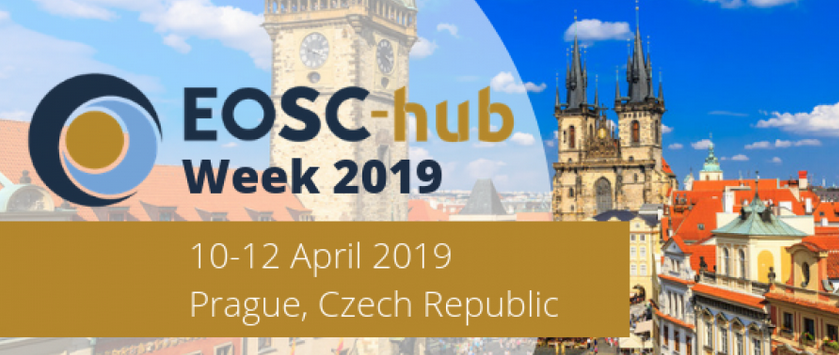 EOSC-hub
Week 2019
10-12 April 2019
Prague, Czech Republic